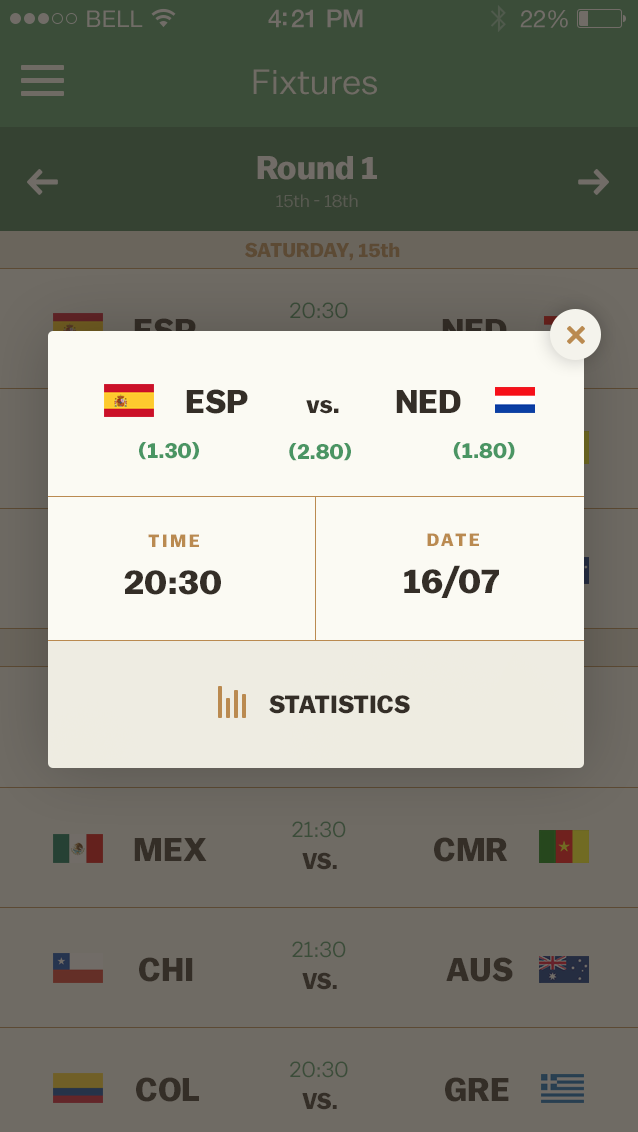 BELL 4:21 PM 22%
Fixtures
Round 1
15th - 18th
SATURDAY, 15th
20:30
ESP NED
ESP vs. NED
(1.30) (2.80) (1.80)
TIME DATE
20:30 16/07
STATISTICS
21:30
MEX vs. CMR
21:30
CHI vs. AUS
20:30
COL vs. GRE